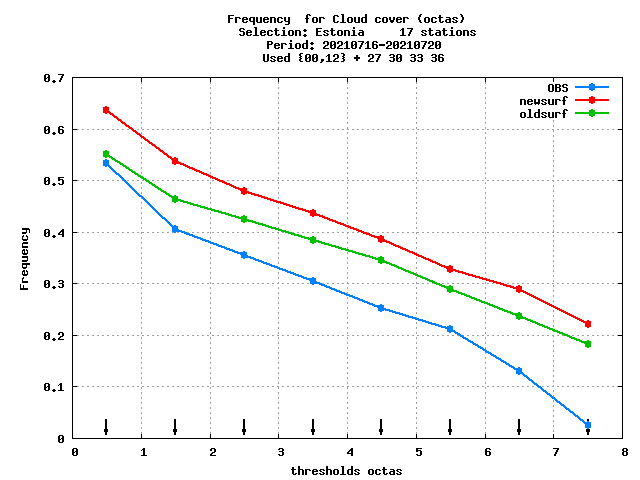 Frequency  for Cloud cover (octas)
Selection: Estonia     17 stations
Period: 20210716-20210720
Used {00,12} + 27 30 33 36
OBS
newsurf
oldsurf
0.7
0.6
0.5
0.4
0.3
0.2
0.1
0
Frequency
0 1 2 3 4 5 6 7 8
thresholds octas